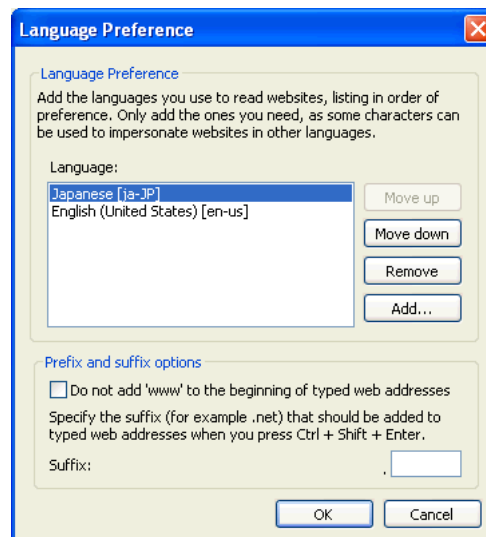 Language Preference
Language Preference
Add the languages you use to read websites, listing in order of
preference. Only add the ones you need, as some characters can
be used to impersonate websites in other languages.
Language:
Japanese [ja-JP]
English (United States) [en-us]
Move up
Move down
Remove
Add...
Prefix and suffix options
Do not add 'www' to the beginning of typed web addresses
Specify the suffix (for example .net) that should be added to
typed web addresses when you press Ctrl + Shift + Enter.
Suffix: .
OK
Cancel